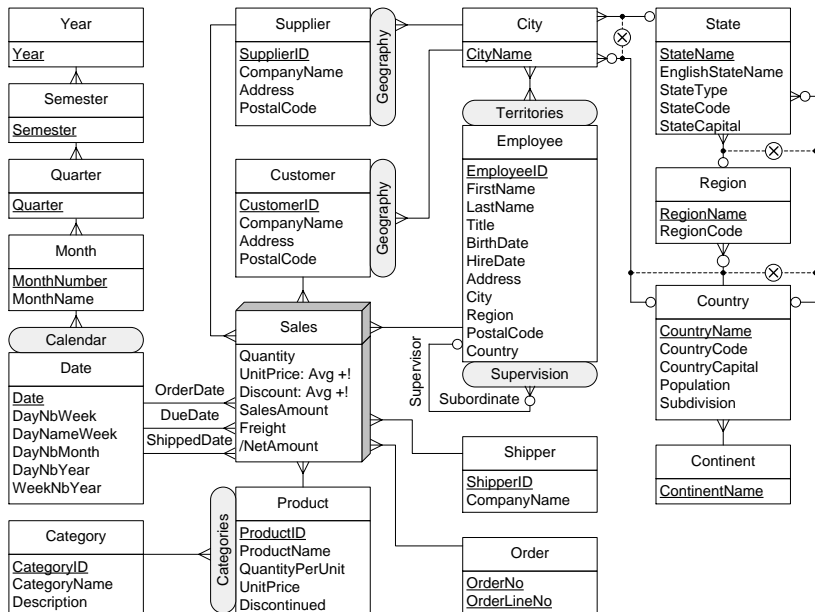 Year
Year
Semester
Semester
Quarter
Quarter
Month
MonthNumber
MonthName
Calendar
Date
Date
DayNbWeek
DayNameWeek
DayNbMonth
DayNbYear
WeekNbYear
Category
CategoryID
CategoryName
Description
Supplier
SupplierID
CompanyName
Address
PostalCode
Geography
Customer
CustomerID
CompanyName
Address
PostalCode
Geography
Sales
Quantity
UnitPrice: Avg +!
Discount: Avg +!
SalesAmount
Freight
/NetAmount
OrderDate
DueDate
ShippedDate
Product
ProductID
ProductName
QuantityPerUnit
UnitPrice
Discontinued
Categories
City
CityName
Territories
Employee
EmployeeID
FirstName
LastName
Title
BirthDate
HireDate
Address
City
Region
PostalCode
Country
Supervision
Supervisor
Subordinate
Shipper
ShipperID
CompanyName
Order
OrderNo
OrderLineNo
State
StateName
EnglishStateName
StateType
StateCode
StateCapital
Region
RegionName
RegionCode
Country
CountryName
CountryCode
CountryCapital
Population
Subdivision
Continent
ContinentName